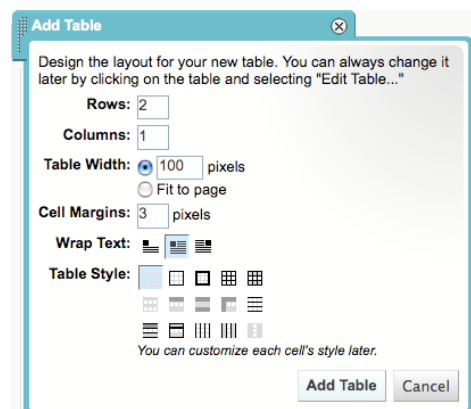 Add Table
Design the layout for your new table. You can always change it
later by clicking on the table and selecting "Edit Table..."
Rows: 2
Columns: 1
Table Width: 100 pixels
Fit to page
Cell Margins: 3 pixels
Wrap Text:
Table Style:
You can customize each cell's style later.
Add Table Cancel